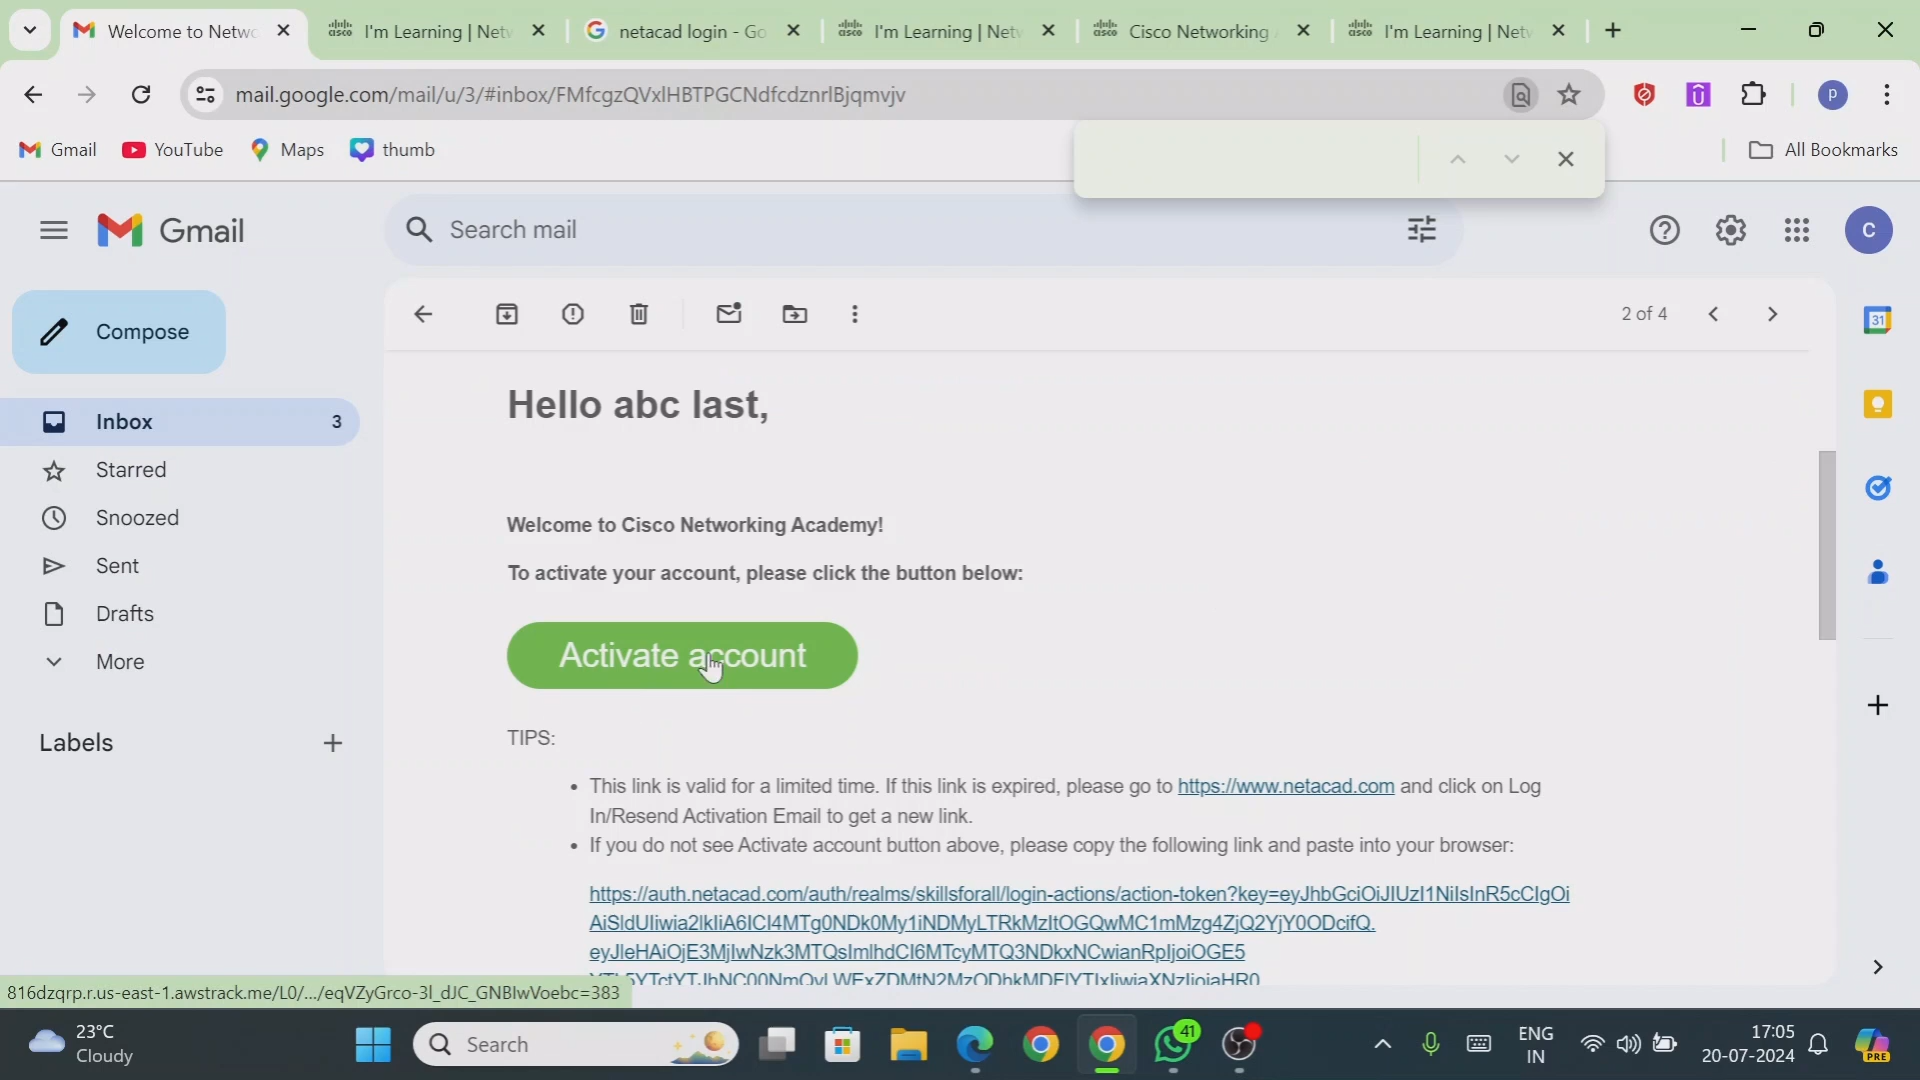 Welcome to Netwo
I'm Learning | Netv
netacad login - Go
I'm Learning | Netv
Cisco Networking A
I'm Learning | Netv
mail.google.com/mail/u/3/#inbox/FMfcgzQVxlHBTPGCNdfcdznrlBjqmvjv
p
Gmail
YouTube
Maps
thumb
All Bookmarks
Gmail
Search mail
C
Compose
2 of 4
31
Inbox
3
Starred
Snoozed
Sent
Drafts
More
Labels
Hello abc last,
Welcome to Cisco Networking Academy!
To activate your account, please click the button below:
Activate account
TIPS:
• This link is valid for a limited time. If this link is expired, please go to https://www.netacad.com and click on Log
In/Resend Activation Email to get a new link.
• If you do not see Activate account button above, please copy the following link and paste into your browser:
https://auth.netacad.com/auth/realms/skillsforall/login-actions/action-token?key=eyJhbGciOiJIUzI1NiIsInR5cCIgOi
AiSldUIiwia2lkIiA6ICI4MTg0NDk0My1iNDMyLTRkMzItOGQwMC1mMzg4ZjQ2YjY0ODcifQ.
eyJleHAiOjE3MjIwNzk3MTQsImlhdCI6MTcyMTQ3NDkxNCwianRpIjoiOGE5
816dzqrp.r.us-east-1.awstrack.me/L0/.../eqVZyGrco-3l_dJC_GNBlwVoebc=383
23°C
Cloudy
Search
41
ENG
IN
17:05
20-07-2024
PRE